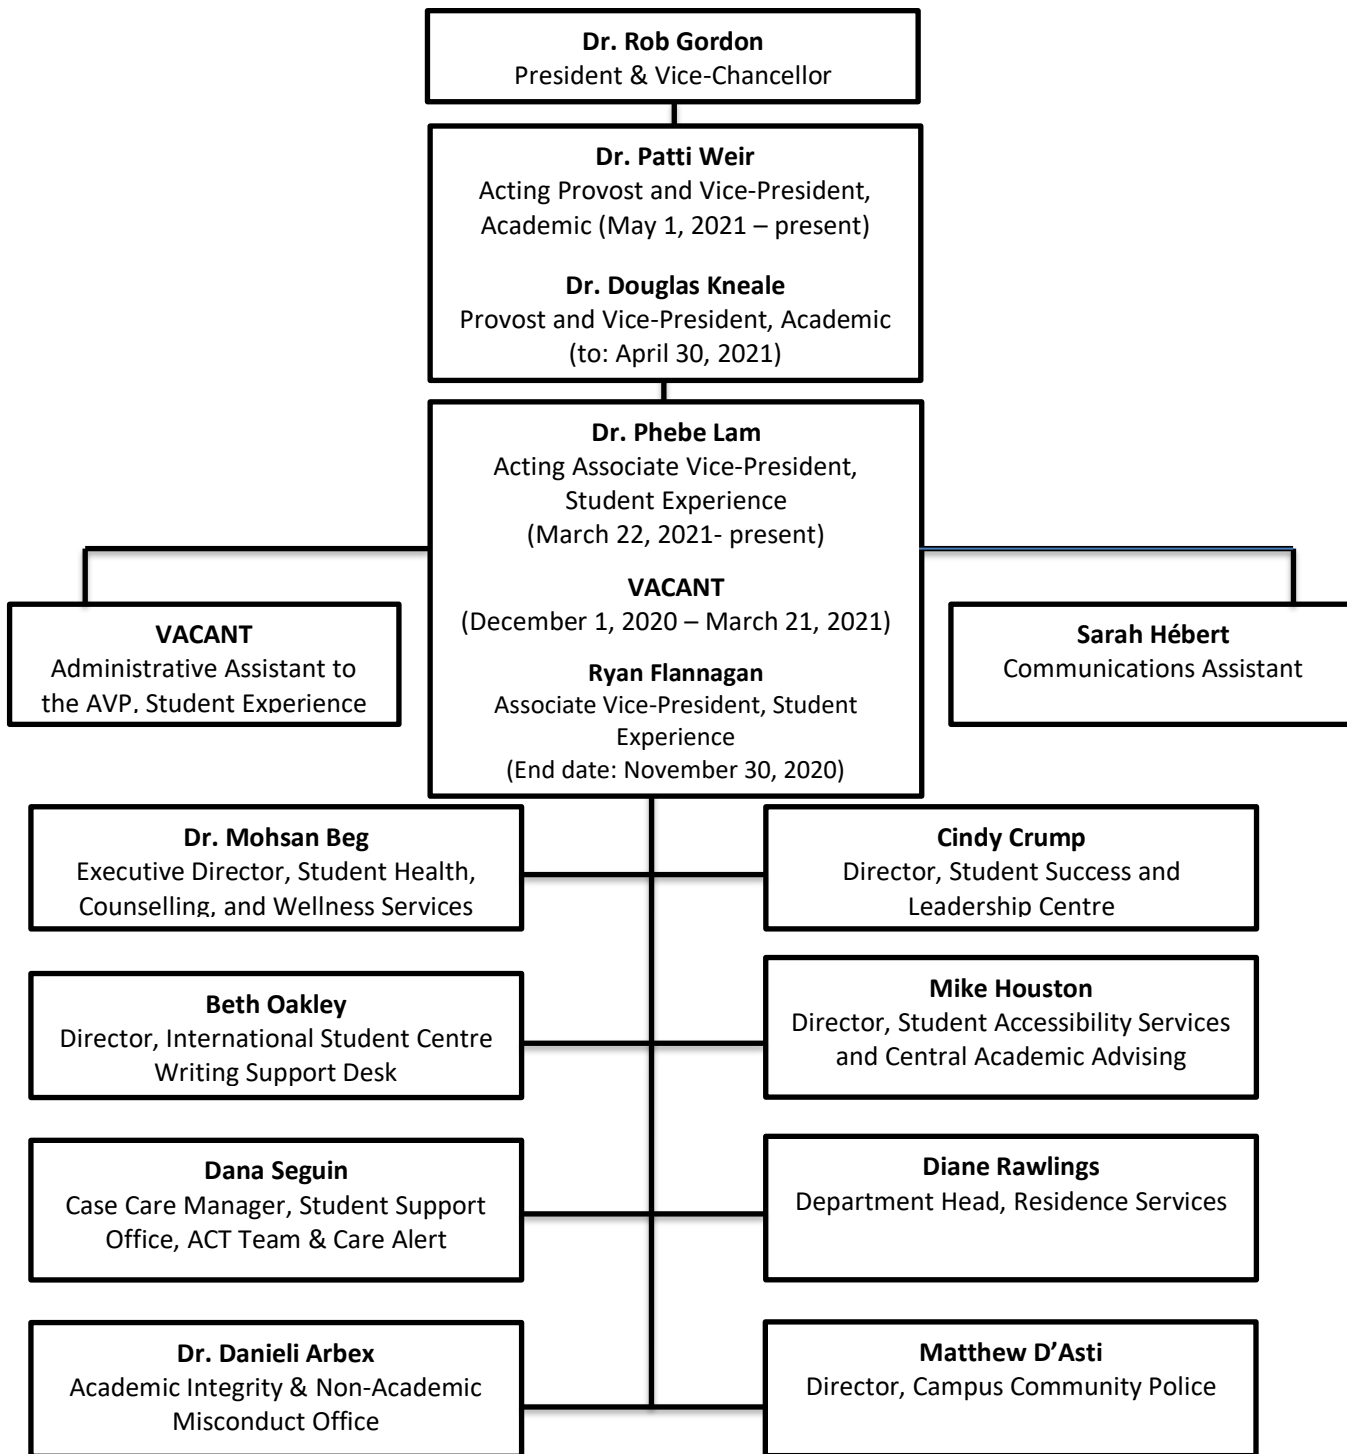 Dr. Rob Gordon
President & Vice-Chancellor
Dr. Patti Weir
Acting Provost and Vice-President,
Academic (May 1, 2021 – present)
Dr. Douglas Kneale
Provost and Vice-President, Academic
(to: April 30, 2021)
Dr. Phebe Lam
Acting Associate Vice-President,
Student Experience
(March 22, 2021- present)
VACANT
(December 1, 2020 – March 21, 2021)
Ryan Flannagan
Associate Vice-President, Student
Experience
(End date: November 30, 2020)
VACANT
Administrative Assistant to
the AVP, Student Experience
Sarah Hébert
Communications Assistant
Dr. Mohsan Beg
Executive Director, Student Health,
Counselling, and Wellness Services
Cindy Crump
Director, Student Success and
Leadership Centre
Beth Oakley
Director, International Student Centre
Writing Support Desk
Mike Houston
Director, Student Accessibility Services
and Central Academic Advising
Dana Seguin
Case Care Manager, Student Support
Office, ACT Team & Care Alert
Diane Rawlings
Department Head, Residence Services
Dr. Danieli Arbex
Academic Integrity & Non-Academic
Misconduct Office
Matthew D’Asti
Director, Campus Community Police